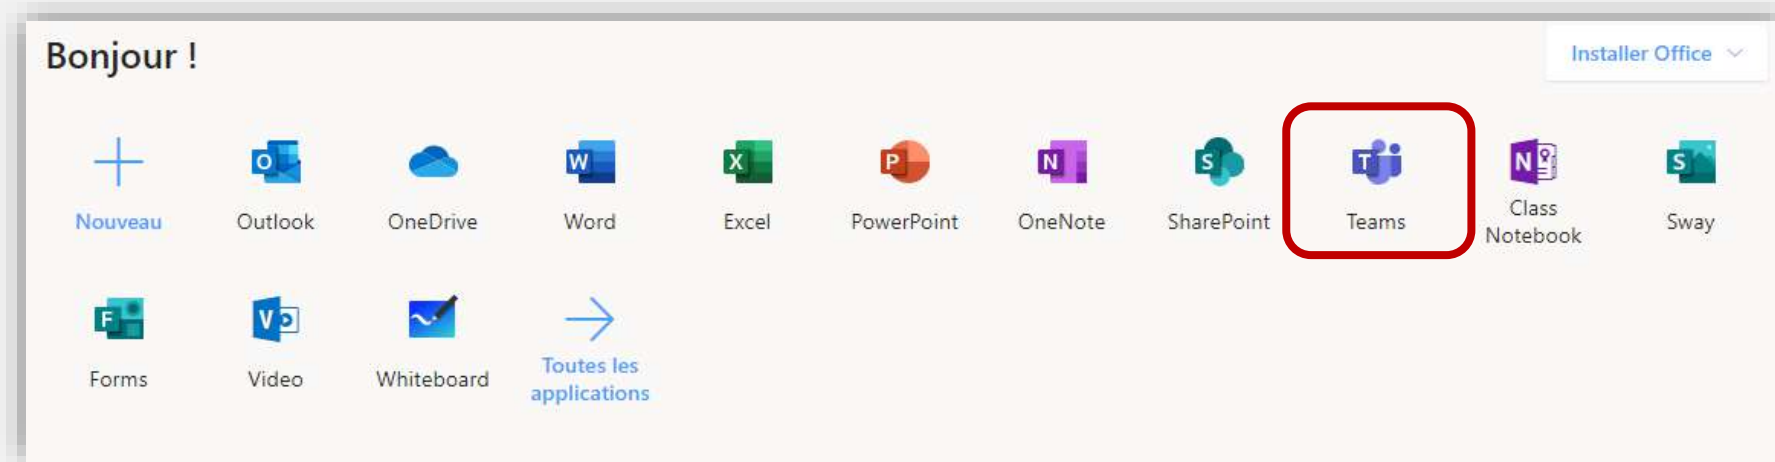 Bonjour !
Installer Office
Nouveau
Outlook
OneDrive
Word
Excel
PowerPoint
OneNote
SharePoint
Teams
Class
Notebook
Sway
Forms
Video
Whiteboard
Toutes les
applications